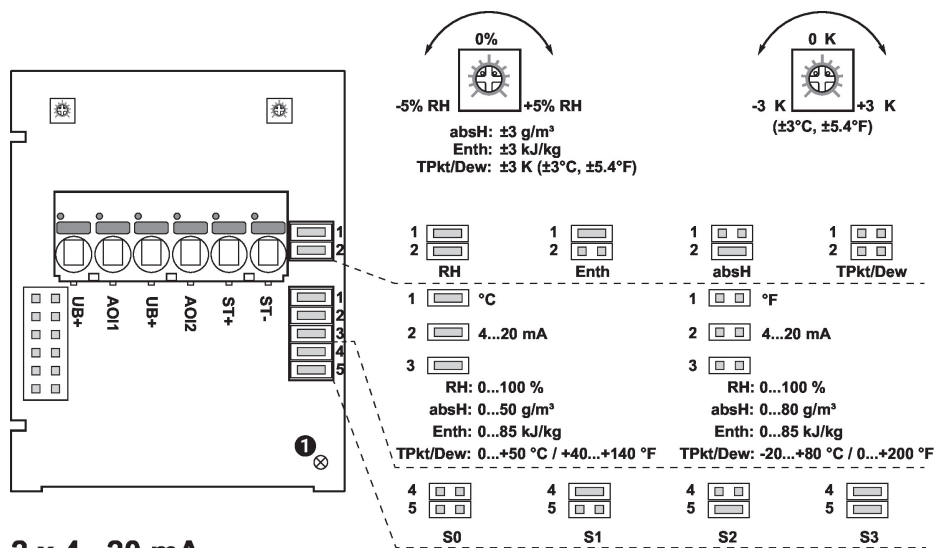 0%
-5% RH +5% RH
absH: ±3 g/m³
Enth: ±3 kJ/kg
TPkt/Dew: ±3 K (±3°C, ±5.4°F)
0 K
-3 K +3 K
(±3°C, ±5.4°F)
1
2
UB+
AOI1
UB+
AOI2
ST+
ST-
1
2
3
4
5
1
1
2
RH
1
2
Enth
1
2
absH
1
2
TPkt/Dew
1 °C
2 4...20 mA
3
RH: 0...100 %
absH: 0...50 g/m³
Enth: 0...85 kJ/kg
TPkt/Dew: 0...+50 °C / +40...+140 °F
1 °F
2 4...20 mA
3
RH: 0...100 %
absH: 0...80 g/m³
Enth: 0...85 kJ/kg
TPkt/Dew: -20...+80 °C / 0...+200 °F
4
5
S0
4
5
S1
4
5
S2
4
5
S3